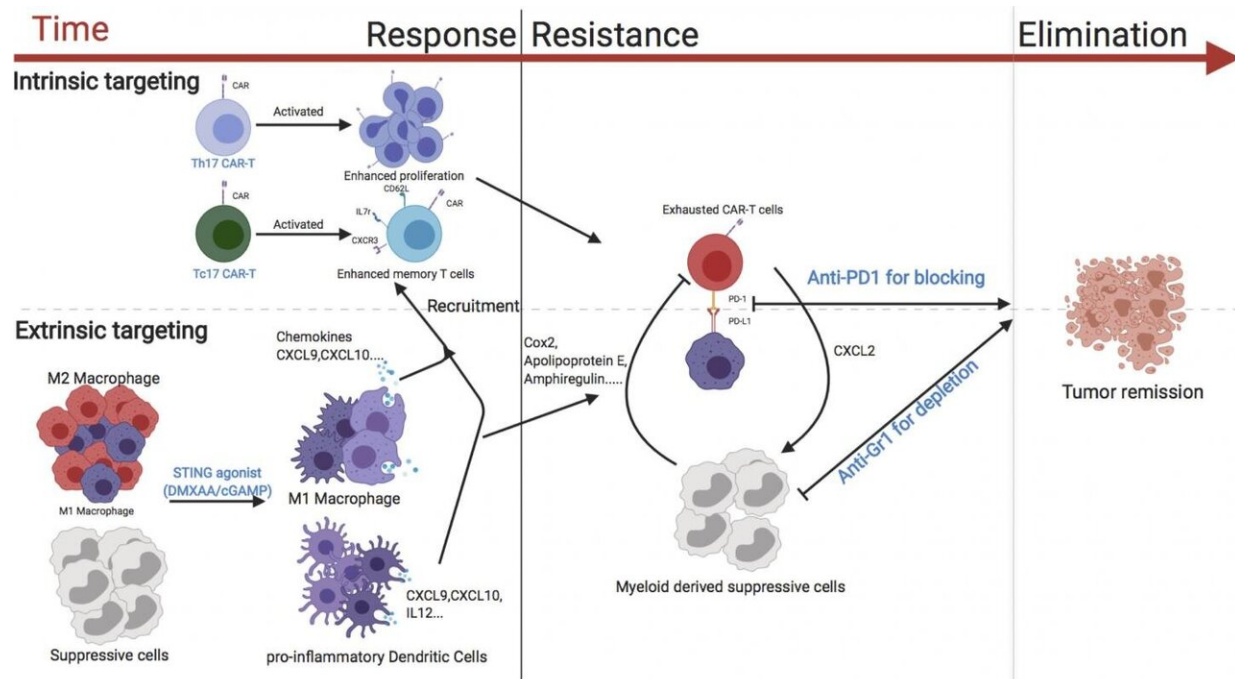 Time
Response
Resistance
Elimination
Intrinsic targeting
CAR
Activated
Th17 CAR-T
Enhanced proliferation
CD62L
CAR
IL7r
CAR
Activated
CXCR3
Tc17 CAR-T
Enhanced memory T cells
Recruitment
Extrinsic targeting
Chemokines
CXCL9,CXCL10....
M2 Macrophage
STING agonist
(DMXAA/cGAMP)
M1 Macrophage
M1 Macrophage
CXCL9,CXCL10,
IL12...
Suppressive cells
pro-inflammatory Dendritic Cells
Exhausted CAR-T cells
PD-1
PD-L1
Anti-PD1 for blocking
Cox2,
Apolipoprotein E,
Amphiregulin.....
CXCL2
Anti-Gr1 for depletion
Myeloid derived suppressive cells
Tumor remission